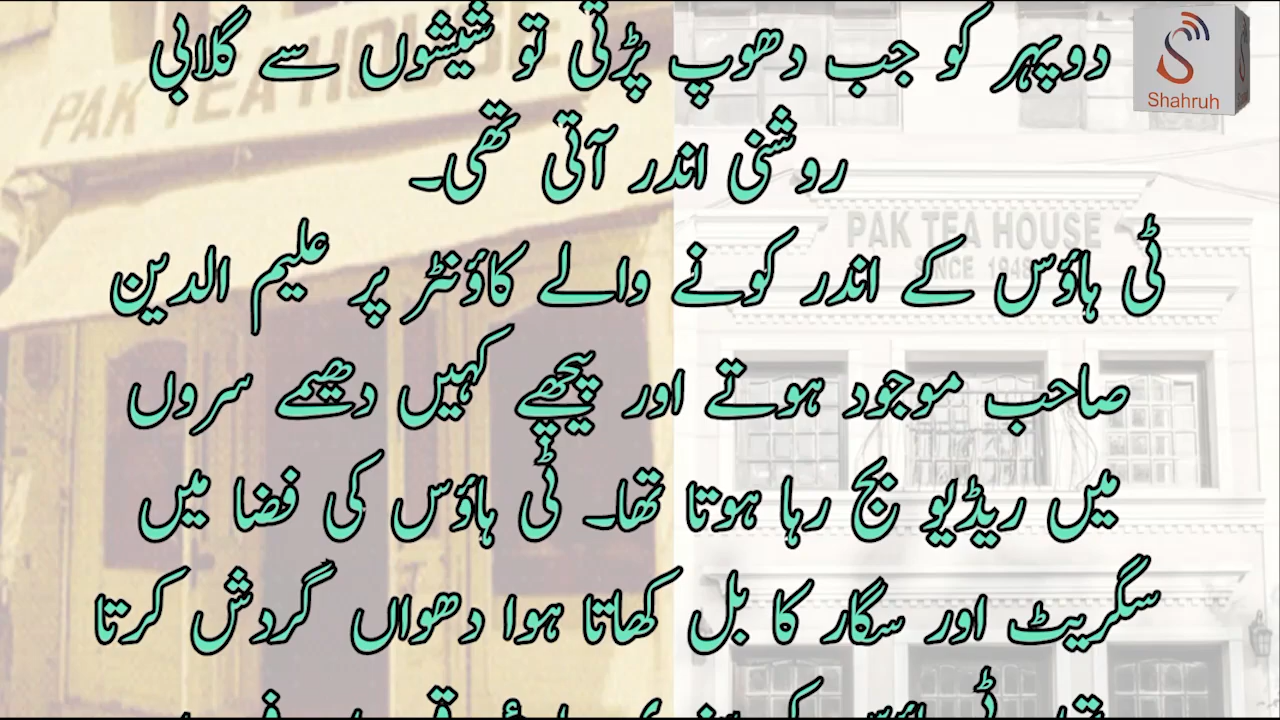 دوپہر کو جب دھوپ پڑتی تو شیشوں سے گلابی
روشنی اندر آتی تھی۔
ٹی ہاؤس کے اندر کونے والے کاؤنٹر پر علیم الدین
صاحب موجود ہوتے اور پیچھے کہیں دھیمے سروں
میں ریڈیو بج رہا ہوتا تھا۔ ٹی ہاؤس کی فضا میں
سگریٹ اور سگار کا بل کھاتا ہوا دھواں گردش کرتا
Shahruh
PAK TEA HOUSE
PAK TEA HOUSE
SINCE 1948